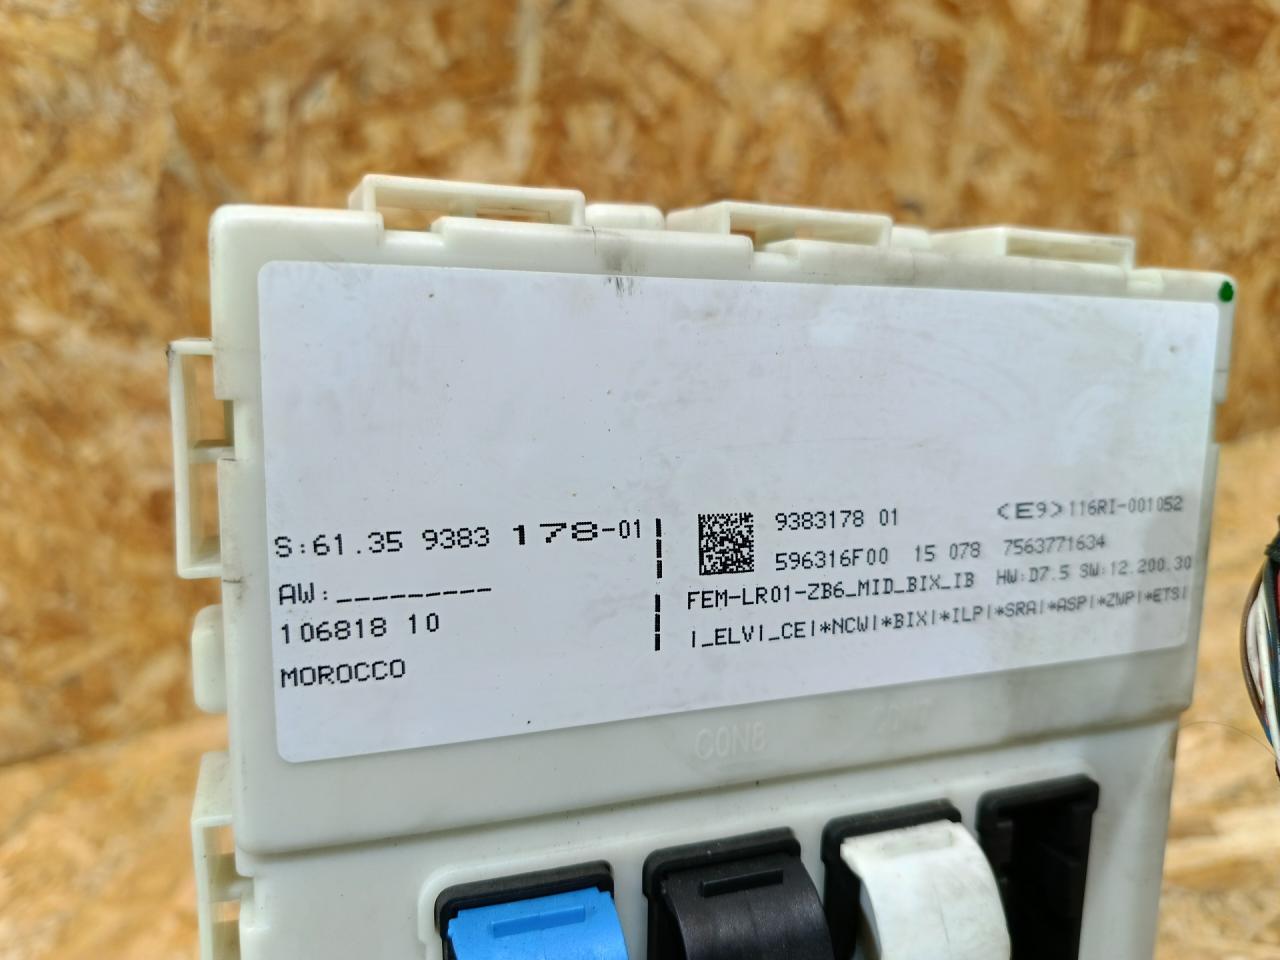 S:61.35 9383 178-01
AW:_________
106818 10
MOROCCO
9383178 01 <E9>116RI-001052
596316F00 15 078 7563771634
FEM-LR01-ZB6_MID_BIX_IB HW:D7.5 SW:12.200.30
|_ELV|_CE|*NCW|*BIX|*ILP|*SRA|*ASP|*ZWP|*ETS|
CON8